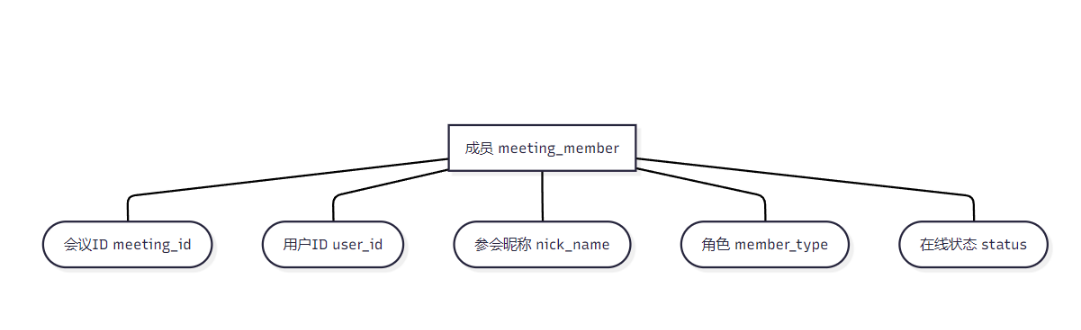 成员 meeting_member
会议ID meeting_id
用户ID user_id
参会昵称 nick_name
角色 member_type
在线状态 status